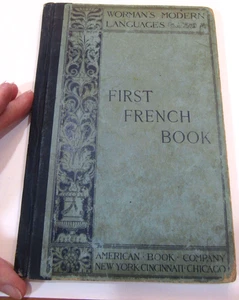 WORMAN'S MODERN
LANGUAGES
FIRST
FRENCH
BOOK
AMERICAN · BOOK · COMPANY
NEW YORK·CINCINNATI·CHICAGO